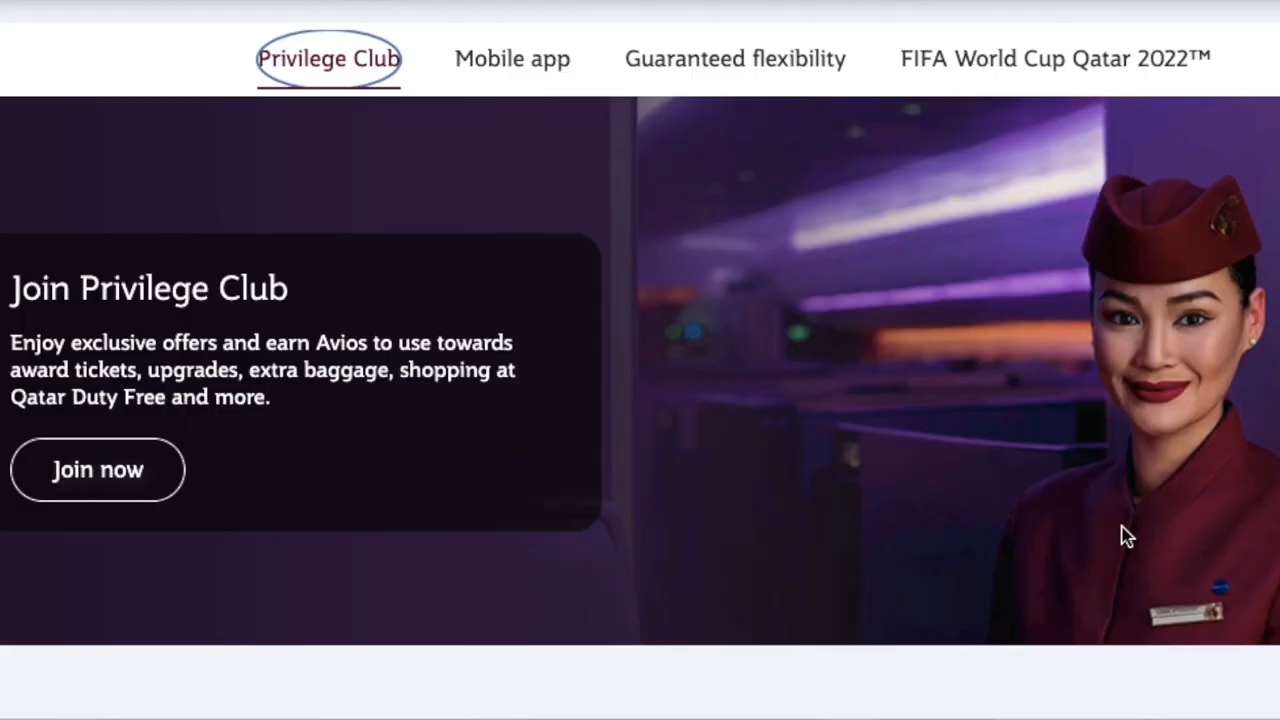 Privilege Club
Mobile app
Guaranteed flexibility
FIFA World Cup Qatar 2022™
Join Privilege Club
Enjoy exclusive offers and earn Avios to use towards
award tickets, upgrades, extra baggage, shopping at
Qatar Duty Free and more.
Join now